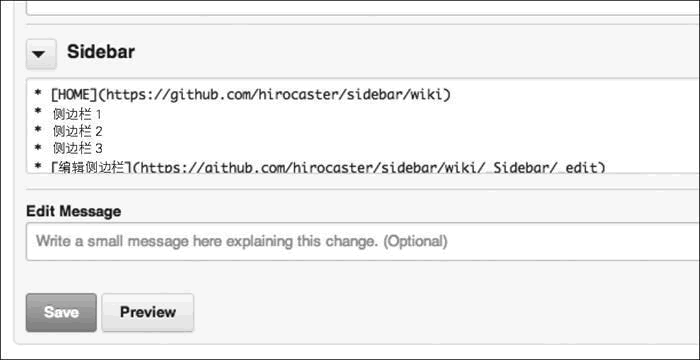 Sidebar
* [HOME](https://github.com/hirocaster/sidebar/wiki)
* 侧边栏 1
* 侧边栏 2
* 侧边栏 3
* [编辑侧边栏](https://github.com/hirocaster/sidebar/wiki/_Sidebar/_edit)
Edit Message
Write a small message here explaining this change. (Optional)
Save
Preview